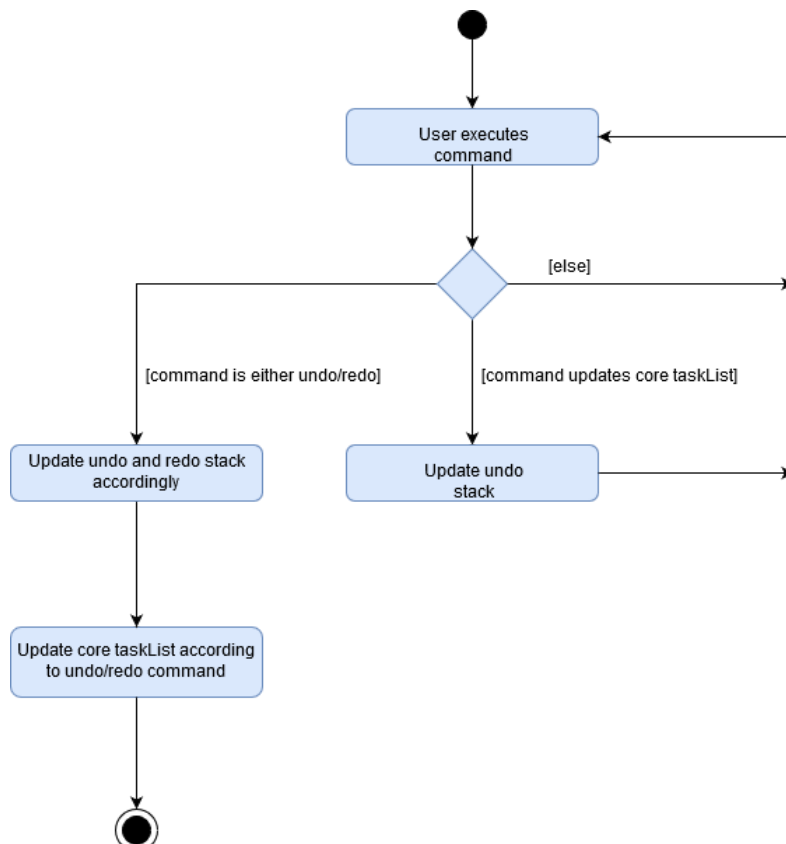 User executes
command
[else]
[command is either undo/redo]
[command updates core taskList]
Update undo and redo stack
accordingly
Update undo
stack
Update core taskList according
to undo/redo command